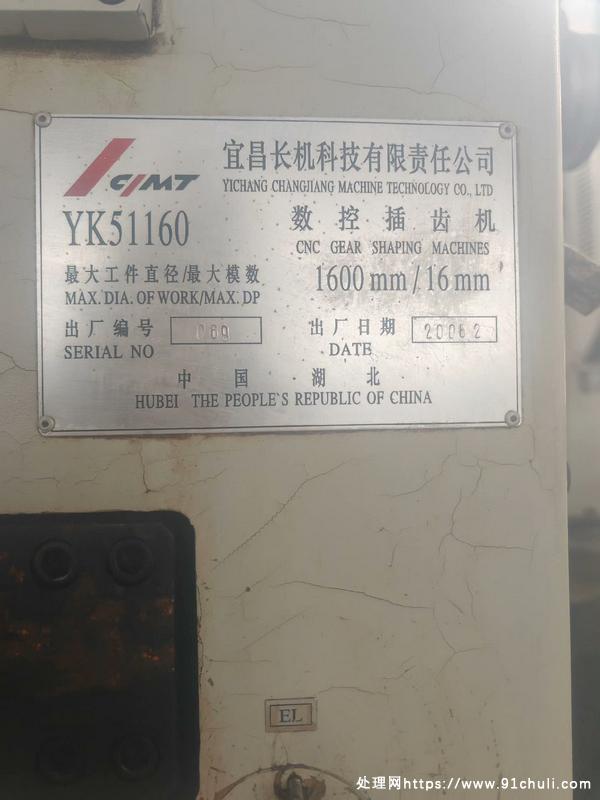 CJMT
宜昌长机科技有限责任公司
YICHANG CHANGJIANG MACHINE TECHNOLOGY CO., LTD
YK51160
数控插齿机
CNC GEAR SHAPING MACHINES
最大工件直径/最大模数
MAX.DIA.OF WORK/MAX.DP
1600mm/16mm
出厂编号
SERIAL NO
出厂日期
DATE
中国·湖北
HUBEI THE PEOPLE`S REPUBLIC OF CHINA
EL
处理网https://www.91chuli.com